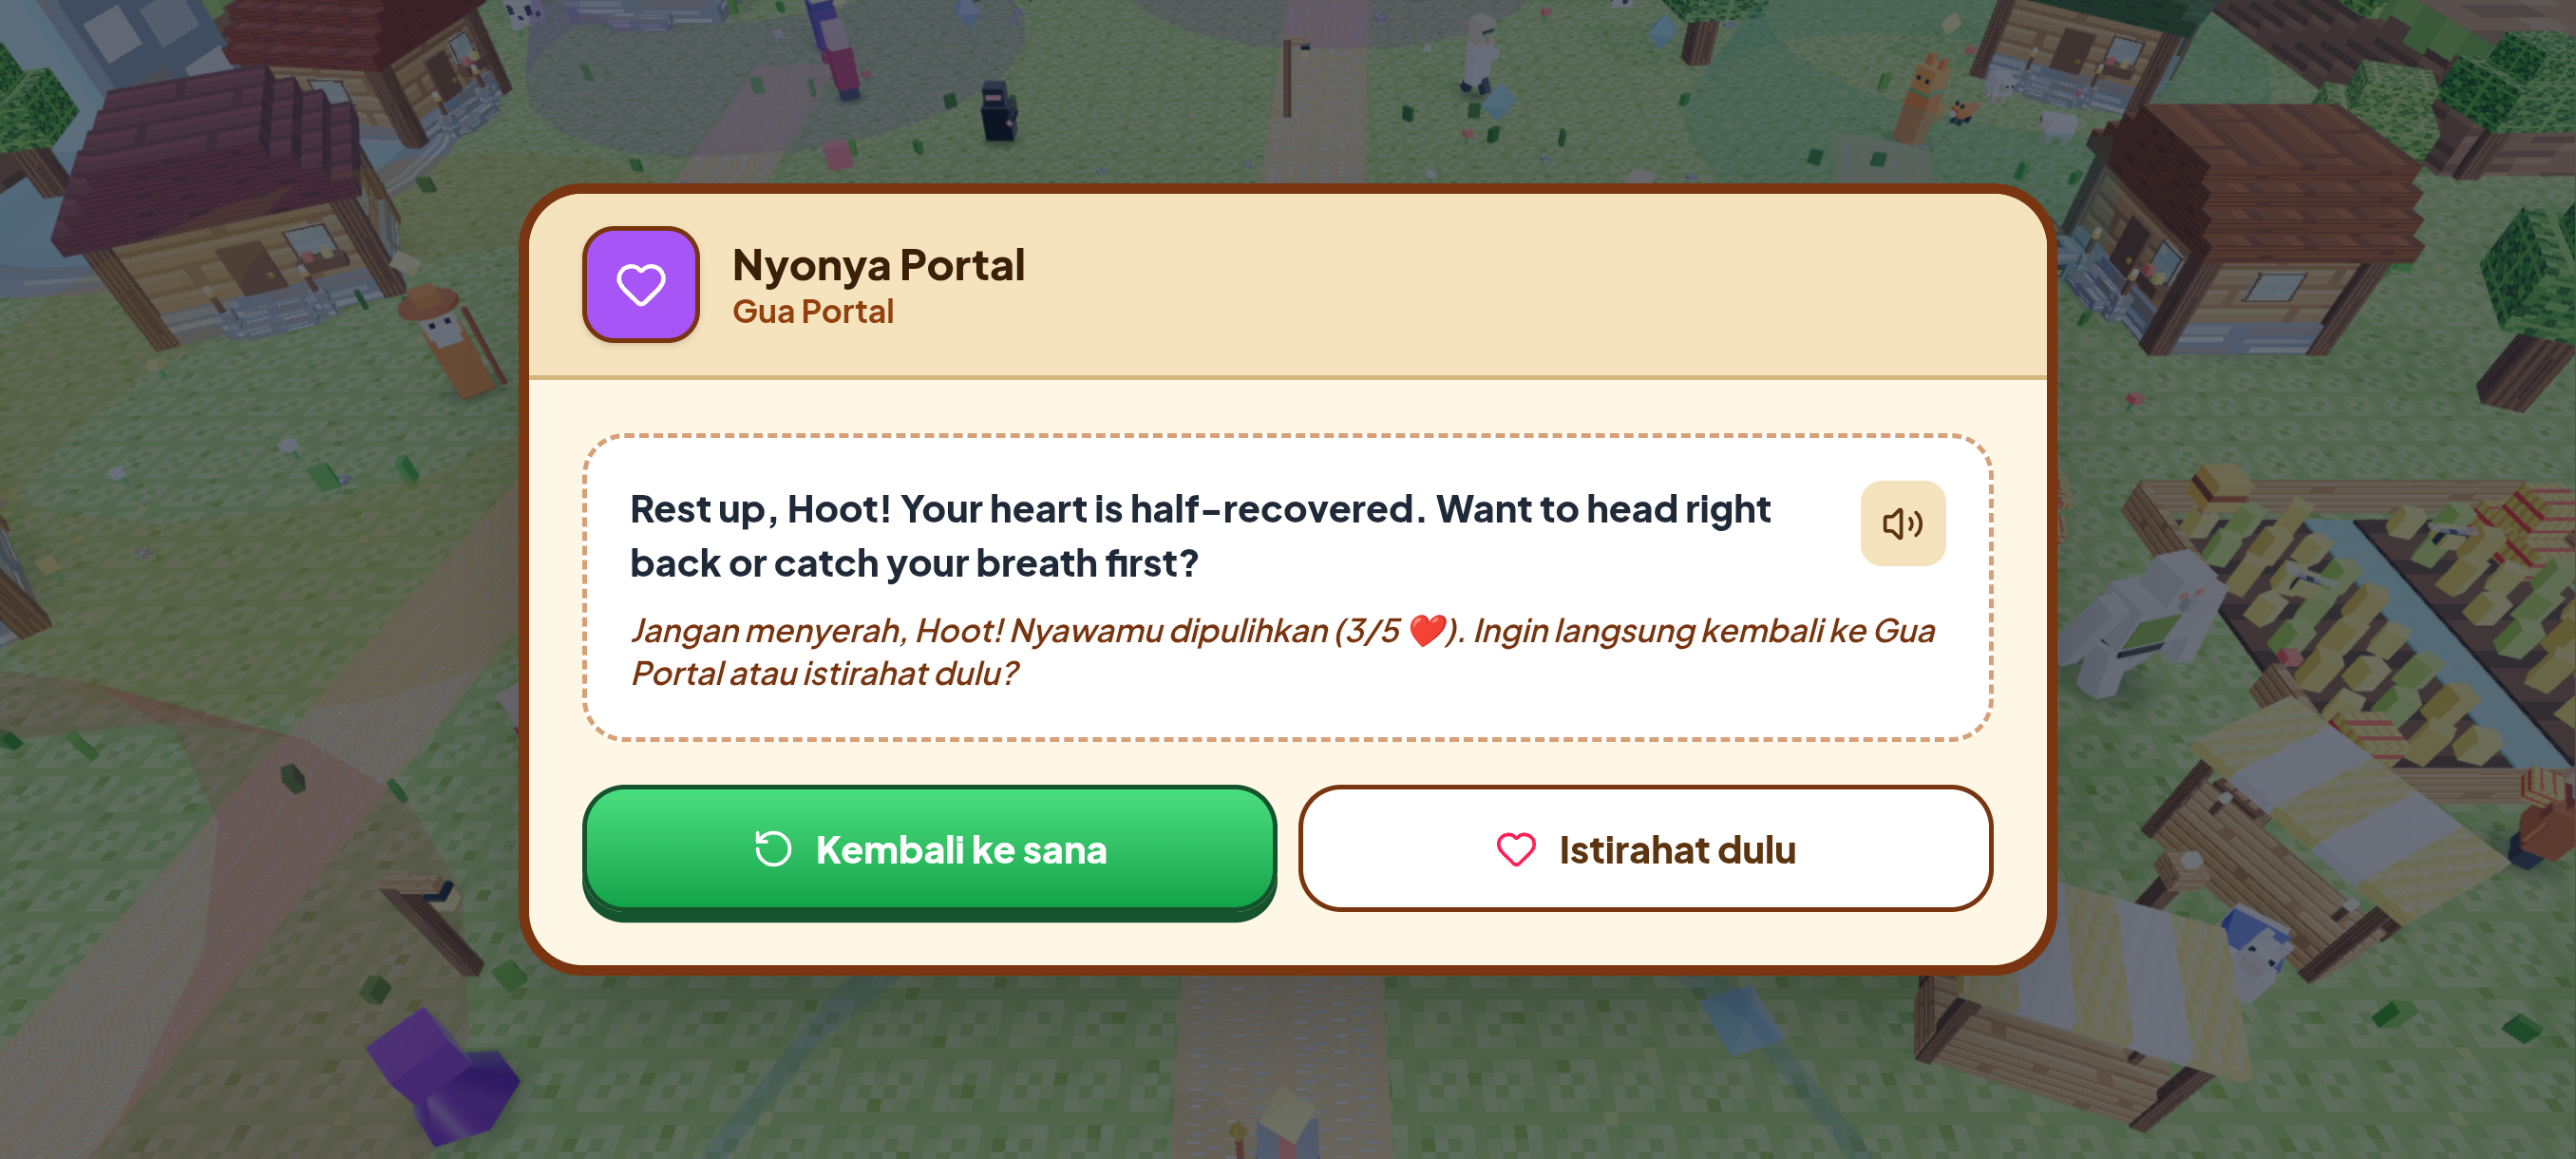 Nyonya Portal
Gua Portal
Rest up, Hoot! Your heart is half-recovered. Want to head right
back or catch your breath first?
Jangan menyerah, Hoot! Nyawamu dipulihkan (3/5 ❤️). Ingin langsung kembali ke Gua
Portal atau istirahat dulu?
Kembali ke sana
Istirahat dulu